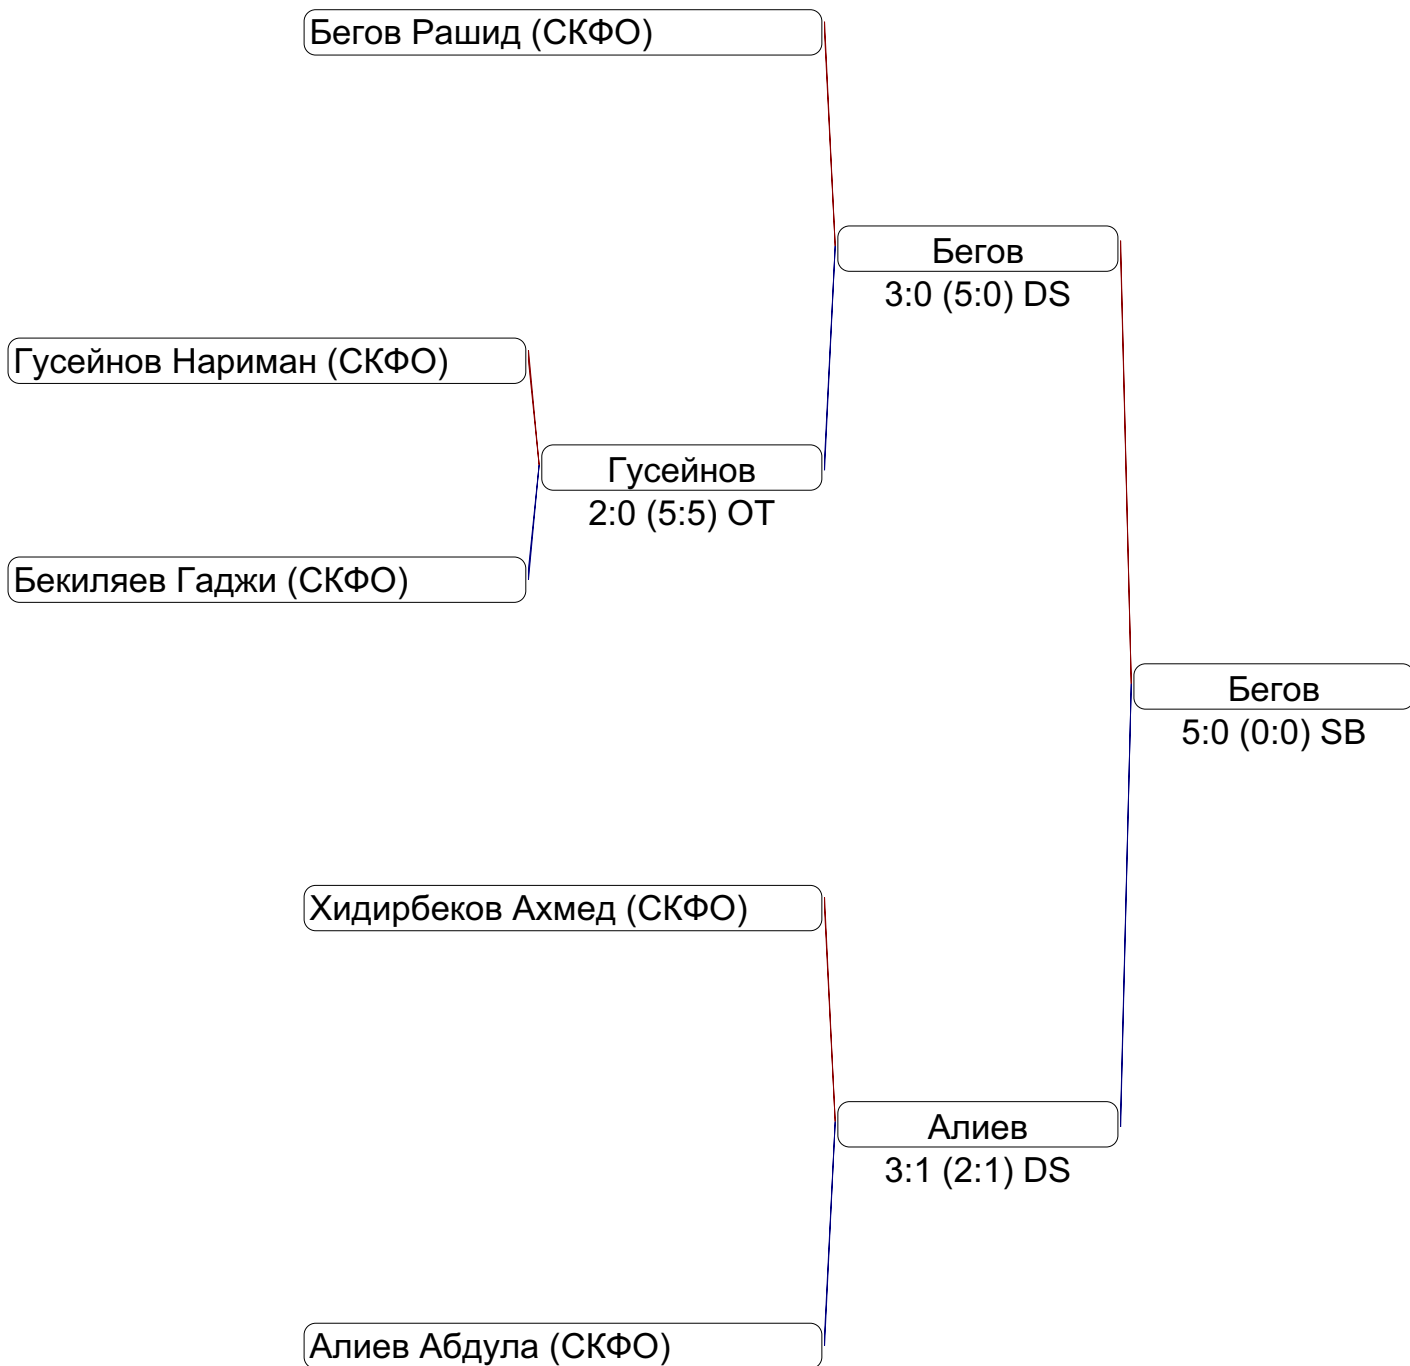 Бегов Рашид (СКФО)
Бегов
3:0 (5:0) DS
Гусейнов Нариман (СКФО)
Гусейнов
2:0 (5:5) OT
Бекиляев Гаджи (СКФО)
Бегов
5:0 (0:0) SB
Хидирбеков Ахмед (СКФО)
Алиев
3:1 (2:1) DS
Алиев Абдула (СКФО)